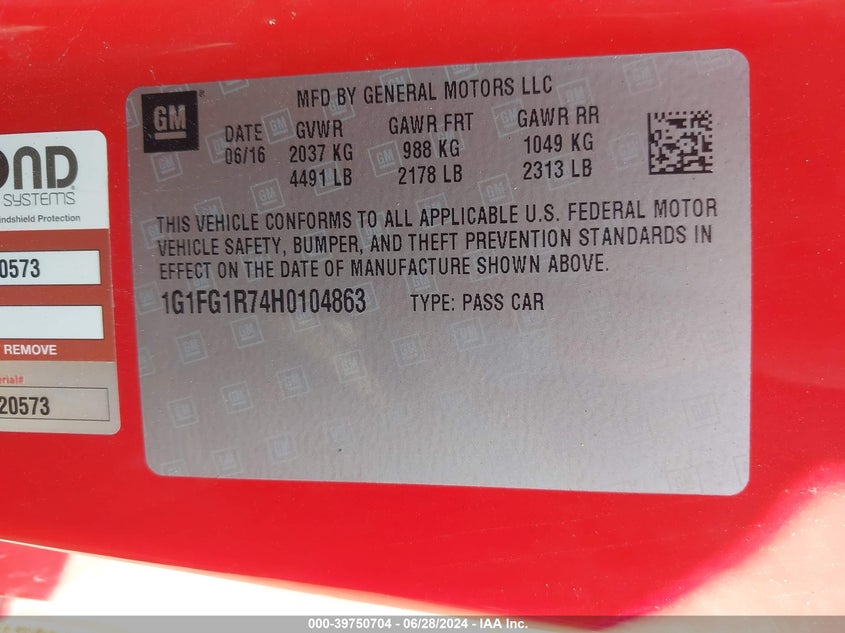 MFD BY GENERAL MOTORS LLC
GM
DATE GVWR GAWR FRT GAWR RR
06/16 2037 KG 988 KG 1049 KG
4491 LB 2178 LB 2313 LB
THIS VEHICLE CONFORMS TO ALL APPLICABLE U.S. FEDERAL MOTOR
VEHICLE SAFETY, BUMPER, AND THEFT PREVENTION STANDARDS IN
EFFECT ON THE DATE OF MANUFACTURE SHOWN ABOVE.
1G1FG1R74H0104863 TYPE: PASS CAR
OND
SYSTEMS®
indshield Protection
0573
REMOVE
erial#
20573
000-39750704 - 06/28/2024 - IAA Inc.